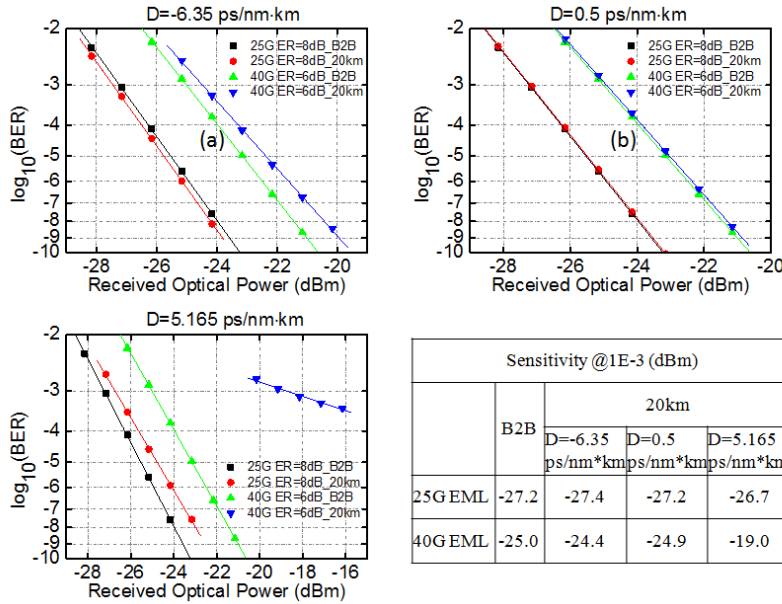 D=-6.35 ps/nm·km
-2
-3
-4
-5
-6
-7
-8
-9
-10
log10(BER)
25G ER=8dB_B2B
25G ER=8dB_20km
40G ER=6dB_B2B
40G ER=6dB_20km
(a)
-28 -26 -24 -22 -20
Received Optical Power (dBm)
D=0.5 ps/nm·km
-2
-3
-4
-5
-6
-7
-8
-9
-10
log10(BER)
25G ER=8dB_B2B
25G ER=8dB_20km
40G ER=6dB_B2B
40G ER=6dB_20km
(b)
-28 -26 -24 -22 -20
Received Optical Power (dBm)
D=5.165 ps/nm·km
-2
-3
-4
-5
-6
-7
-8
-9
-10
log10(BER)
25G ER=8dB_B2B
25G ER=8dB_20km
40G ER=6dB_B2B
40G ER=6dB_20km
-28 -26 -24 -22 -20 -18 -16
Received Optical Power (dBm)
Sensitivity @1E-3 (dBm)
B2B 20km
D=-6.35 D=0.5 D=5.165
ps/nm*km ps/nm*km ps/nm*km
25G EML -27.2 -27.4 -27.2 -26.7
40G EML -25.0 -24.4 -24.9 -19.0